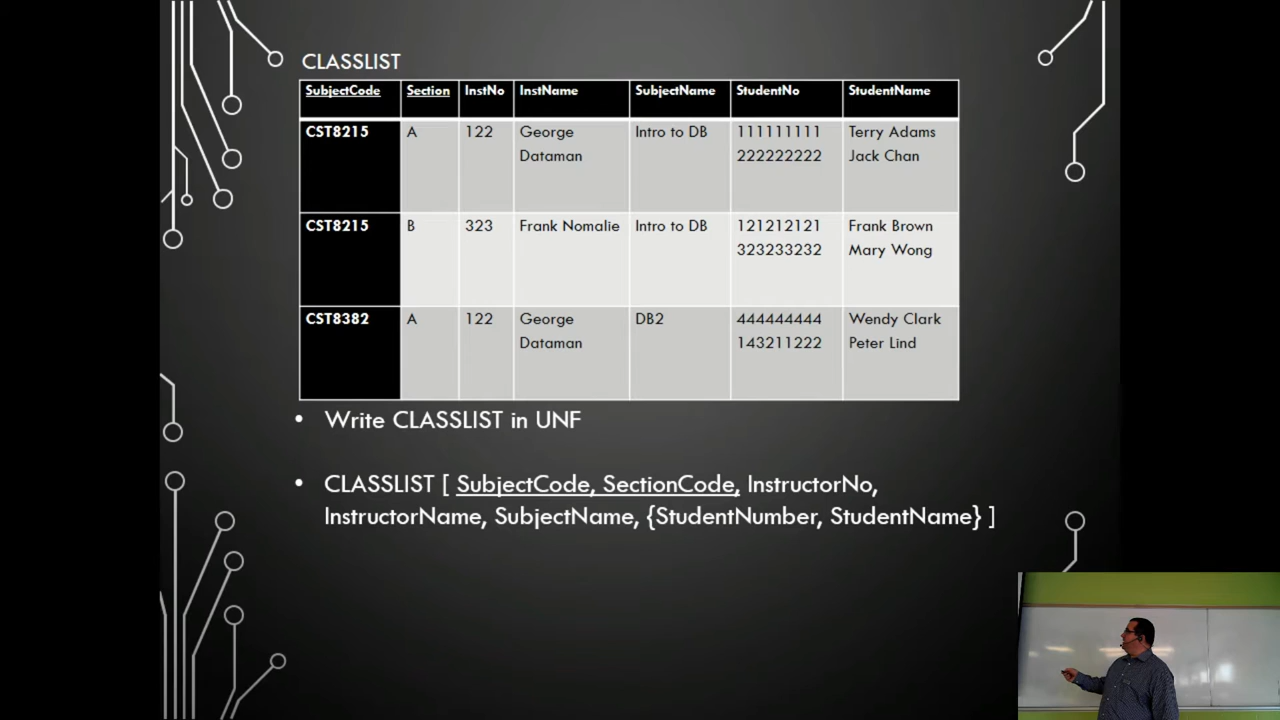 CLASSLIST
SubjectCode Section InstNo InstName SubjectName StudentNo StudentName
CST8215 A 122 George Dataman Intro to DB 111111111 222222222 Terry Adams Jack Chan
CST8215 B 323 Frank Nomalie Intro to DB 121212121 323233232 Frank Brown Mary Wong
CST8382 A 122 George Dataman DB2 444444444 143211222 Wendy Clark Peter Lind
• Write CLASSLIST in UNF
• CLASSLIST [ SubjectCode, SectionCode, InstructorNo,
InstructorName, SubjectName, {StudentNumber, StudentName} ]